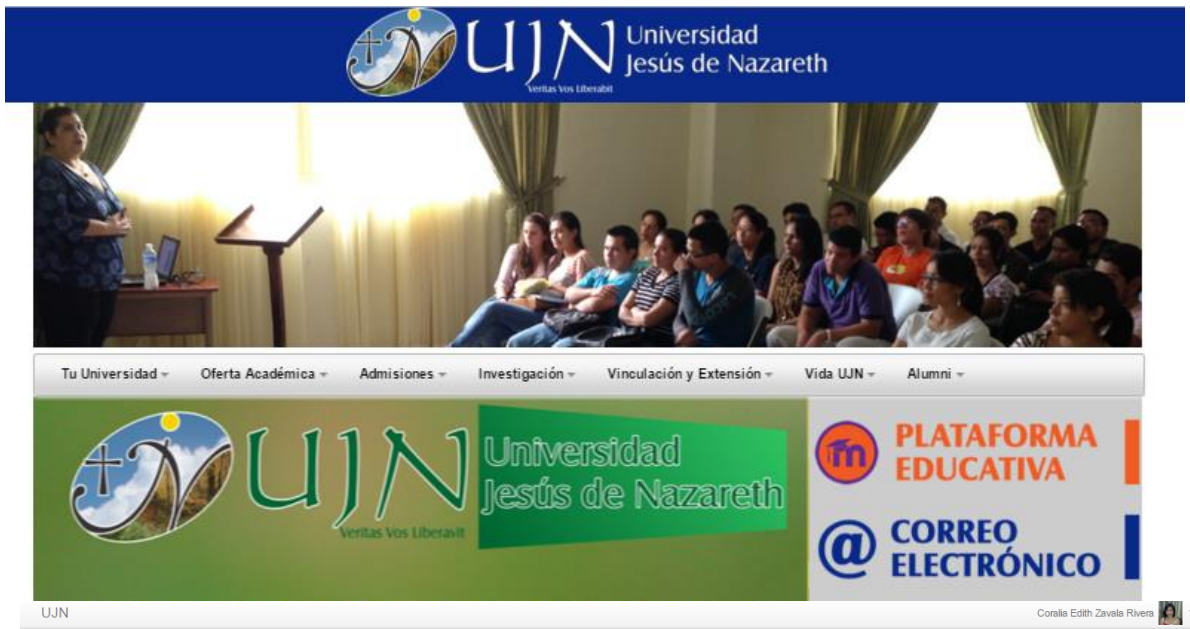 UJN
Universidad
Jesús de Nazareth
Veritas Vos Liberabit
Tu Universidad Oferta Académica Admisiones Investigación Vinculación y Extensión Vida UJN Alumni
UJN
Universidad
Jesús de Nazareth
Veritas Vos Liberavit
PLATAFORMA
EDUCATIVA
@ CORREO
ELECTRÓNICO
UJN
Coralia Edith Zavala Rivera